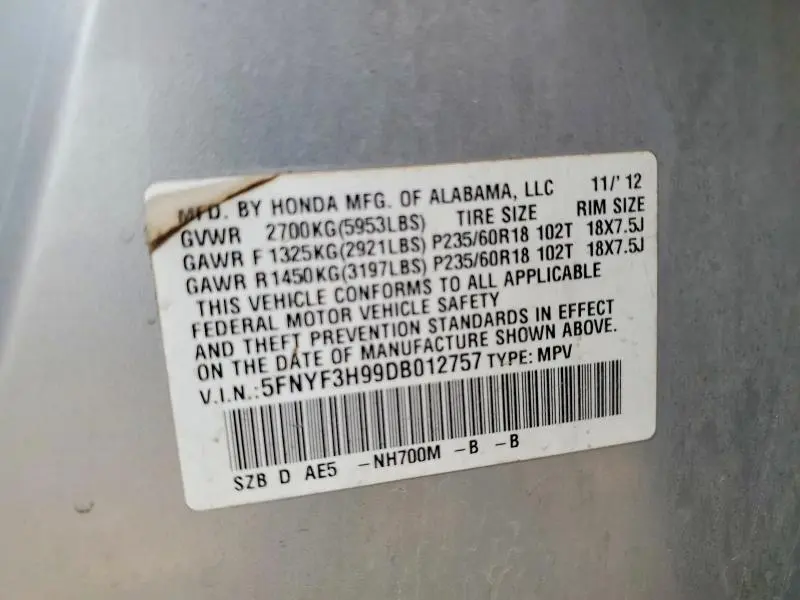 MFD. BY HONDA MFG. OF ALABAMA, LLC 11/'12
GVWR 2700KG(5953LBS) TIRE SIZE RIM SIZE
GAWR F 1325KG(2921LBS) P235/60R18 102T 18X7.5J
GAWR R1450KG(3197LBS) P235/60R18 102T 18X7.5J
THIS VEHICLE CONFORMS TO ALL APPLICABLE
FEDERAL MOTOR VEHICLE SAFETY
AND THEFT PREVENTION STANDARDS IN EFFECT
ON THE DATE OF MANUFACTURE SHOWN ABOVE.
V.I.N.:5FNYF3H99DB012757 TYPE: MPV
SZB D AE5 -NH700M -B -B